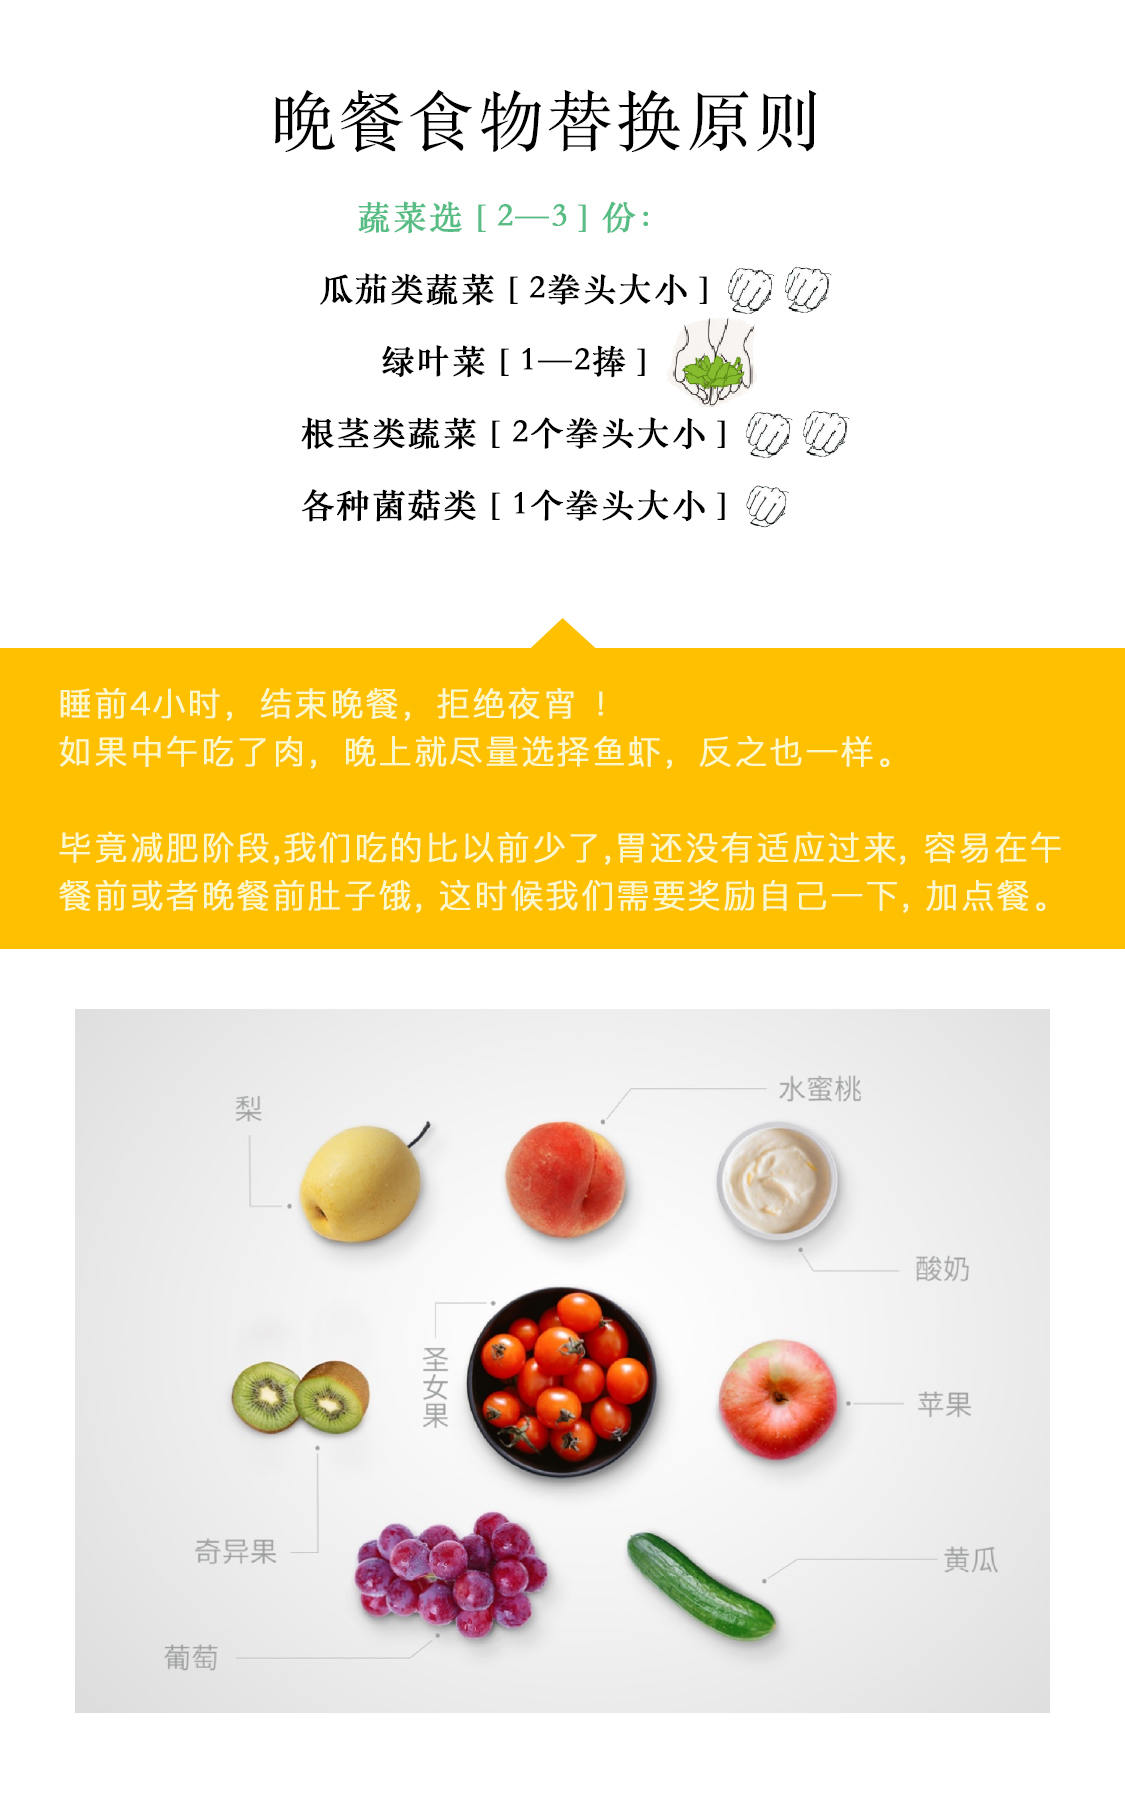 晚餐食物替换原则
蔬菜选 [ 2—3 ] 份：
瓜茄类蔬菜 [ 2拳头大小 ]
绿叶菜 [ 1—2捧 ]
根茎类蔬菜 [ 2个拳头大小 ]
各种菌菇类 [ 1个拳头大小 ]
睡前4小时，结束晚餐，拒绝夜宵 ！
如果中午吃了肉，晚上就尽量选择鱼虾，反之也一样。
毕竟减肥阶段,我们吃的比以前少了,胃还没有适应过来, 容易在午
餐前或者晚餐前肚子饿, 这时候我们需要奖励自己一下, 加点餐。
梨
水蜜桃
酸奶
圣女果
苹果
奇异果
黄瓜
葡萄